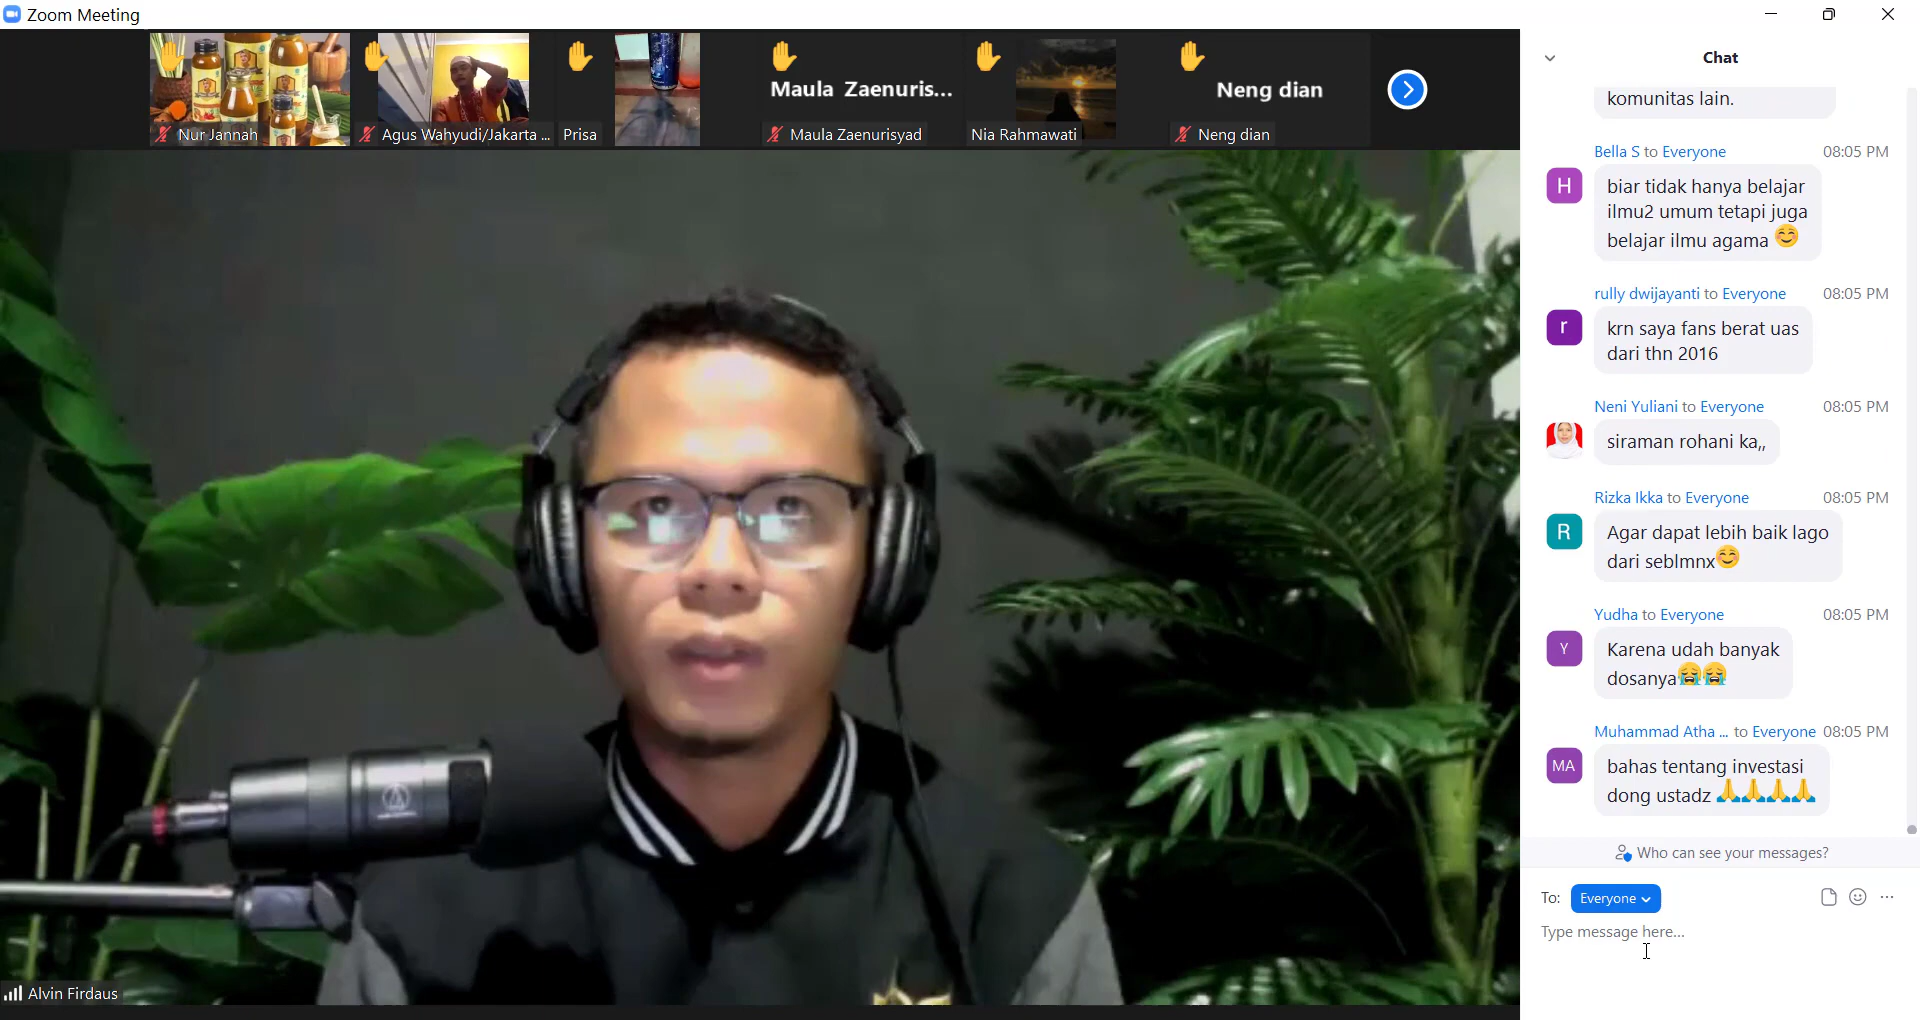 Zoom Meeting
Nur Jannah
Agus Wahyudi/Jakarta ...
Prisa
Maula Zaenuris...
Maula Zaenurisyad
Nia Rahmawati
Neng dian
Neng dian
Alvin Firdaus
Chat
komunitas lain.
Bella S to Everyone 08:05 PM
H
biar tidak hanya belajar
ilmu2 umum tetapi juga
belajar ilmu agama 😊
rully dwijayanti to Everyone 08:05 PM
r
krn saya fans berat uas
dari thn 2016
Neni Yuliani to Everyone 08:05 PM
siraman rohani ka,,
Rizka Ikka to Everyone 08:05 PM
R
Agar dapat lebih baik lago
dari seblmnx😊
Yudha to Everyone 08:05 PM
Y
Karena udah banyak
dosanya😭😭
Muhammad Atha ... to Everyone 08:05 PM
MA
bahas tentang investasi
dong ustadz 🙏🙏🙏🙏
Who can see your messages?
To: Everyone
Type message here...